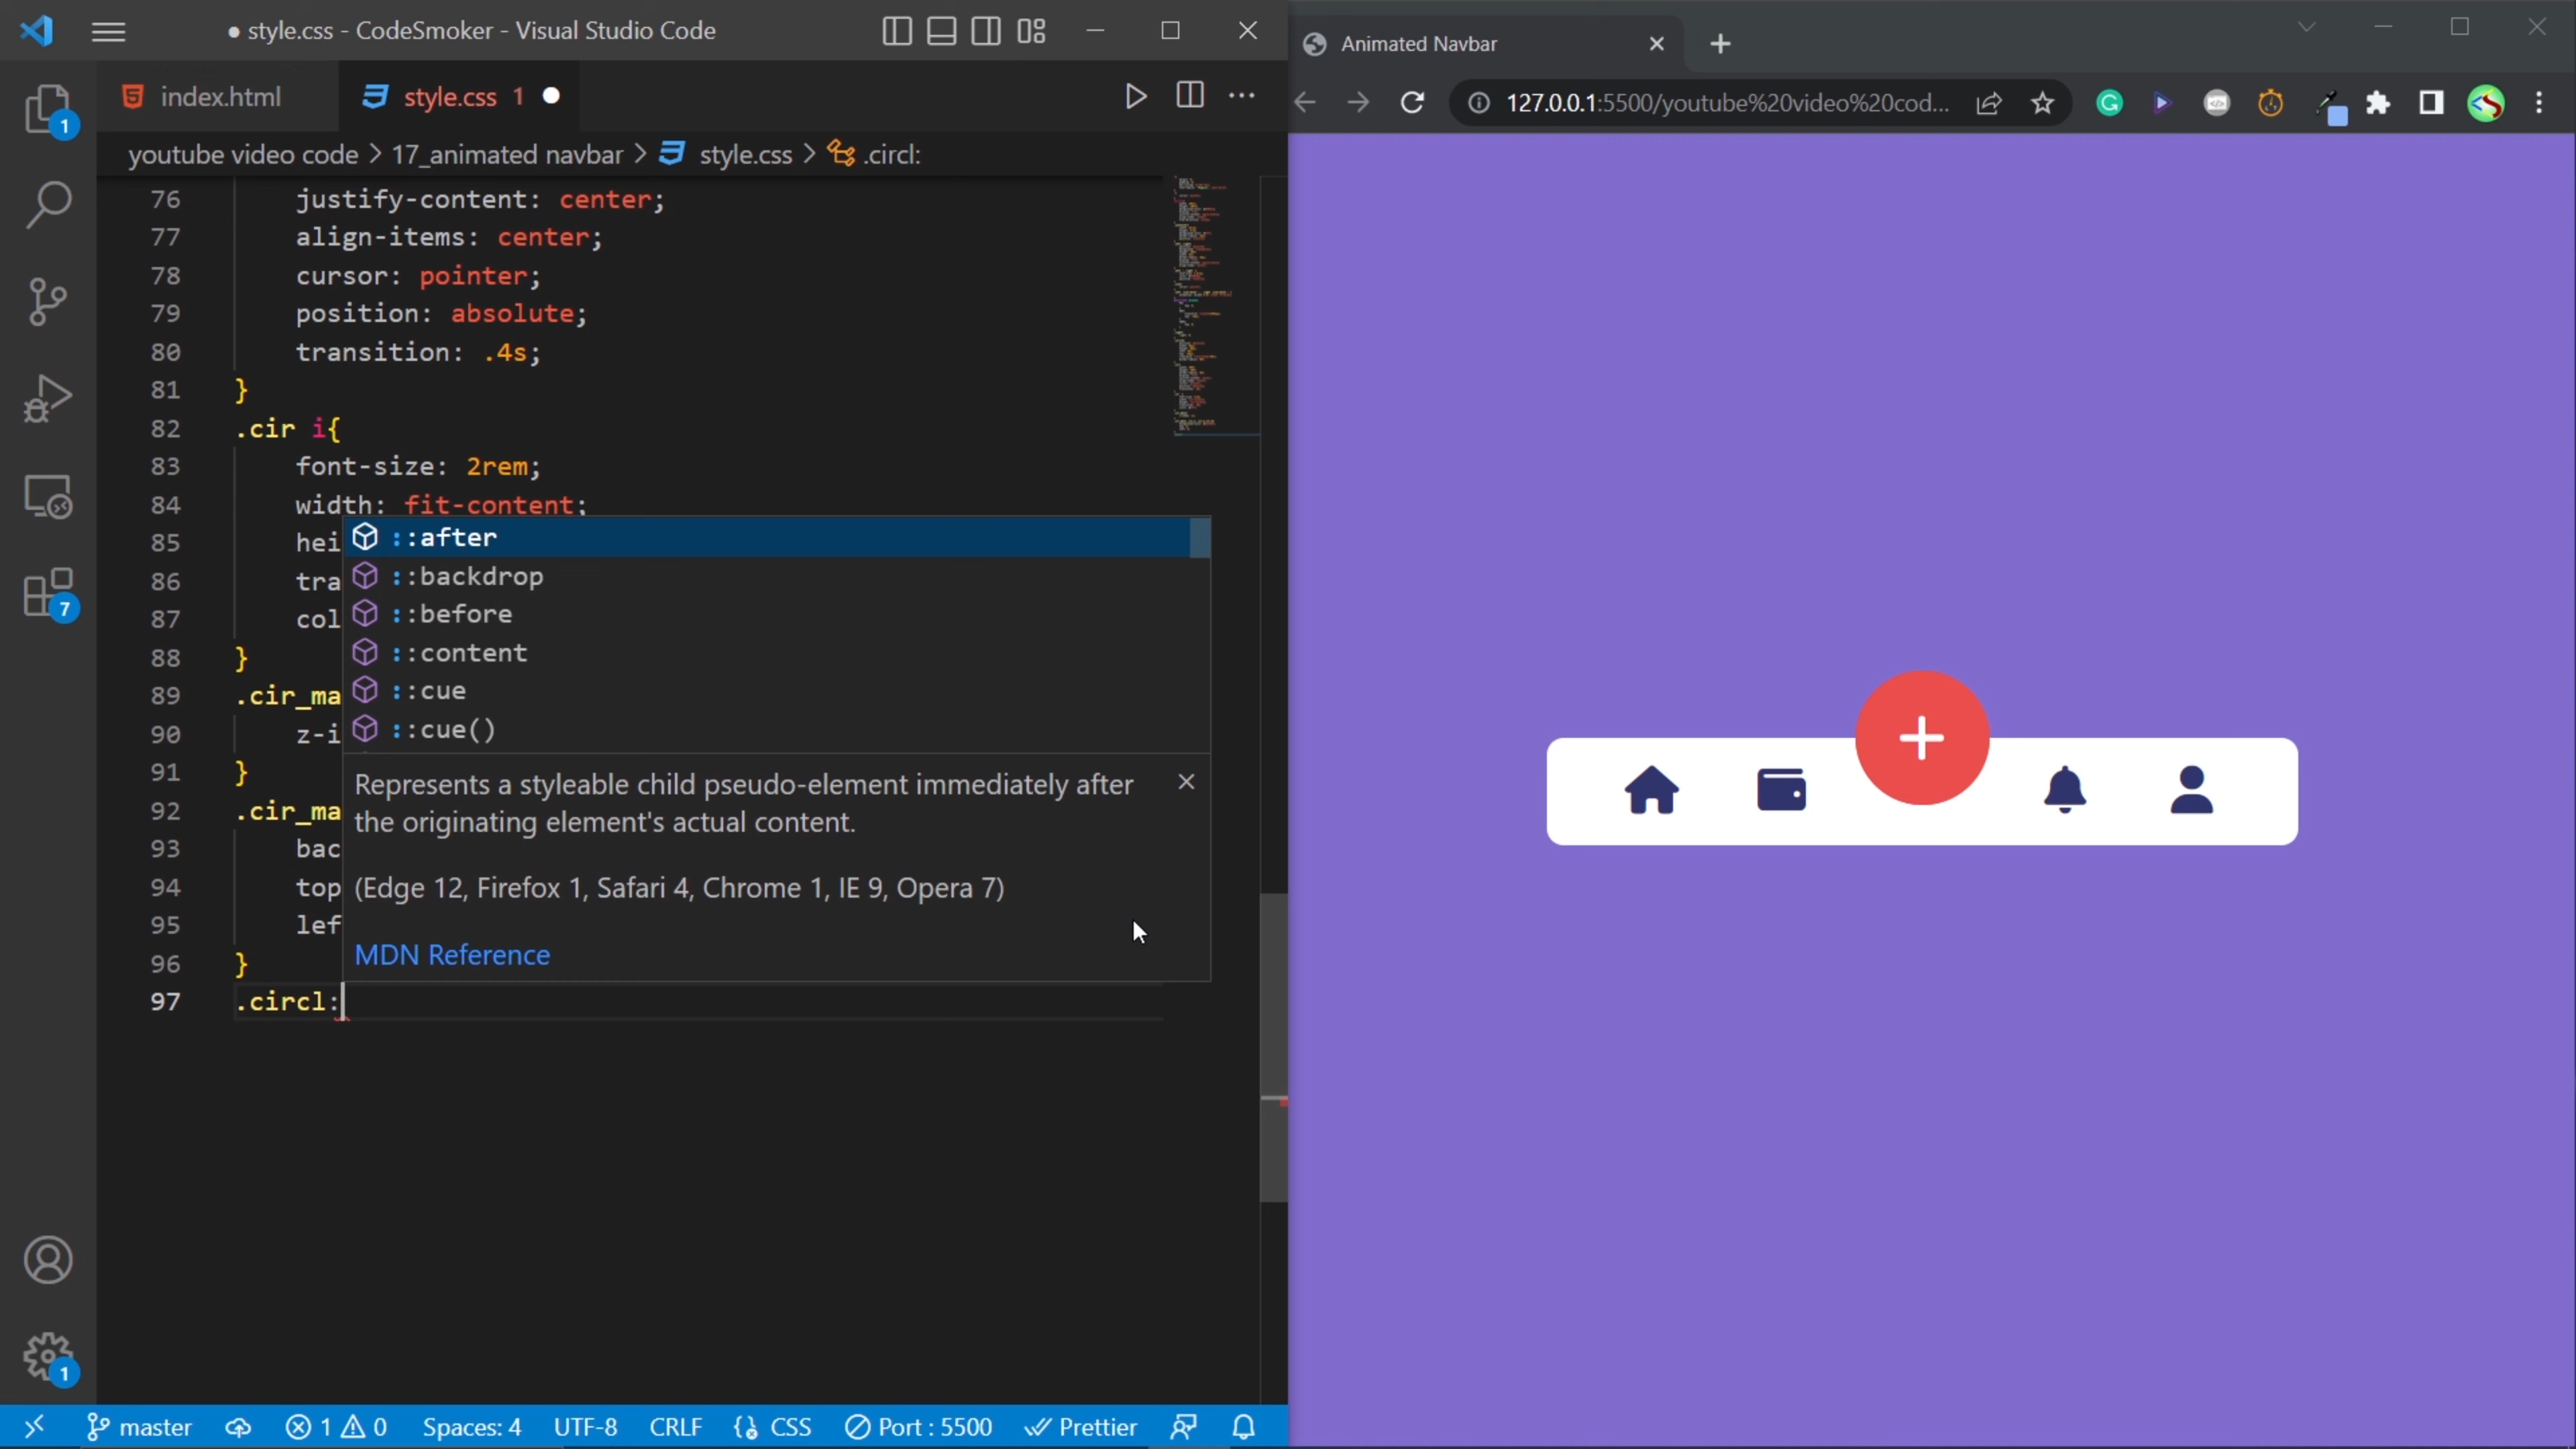 ● style.css - CodeSmoker - Visual Studio Code
index.html
style.css 1
youtube video code > 17_animated navbar > style.css > .circl:
76 justify-content: center;
77 align-items: center;
78 cursor: pointer;
79 position: absolute;
80 transition: .4s;
81 }
82 .cir i{
83 font-size: 2rem;
84 width: fit-content;
85 hei
86 tra
87 col
88 }
89 .cir_ma
90 z-i
91 }
92 .cir_ma
93 bac
94 top
95 lef
96 }
97 .circl:
::after
::backdrop
::before
::content
::cue
::cue()
Represents a styleable child pseudo-element immediately after
the originating element's actual content.
(Edge 12, Firefox 1, Safari 4, Chrome 1, IE 9, Opera 7)
MDN Reference
1
7
1
master 1 0 Spaces: 4 UTF-8 CRLF CSS Port : 5500 Prettier
Animated Navbar
127.0.0.1:5500/youtube%20video%20cod...